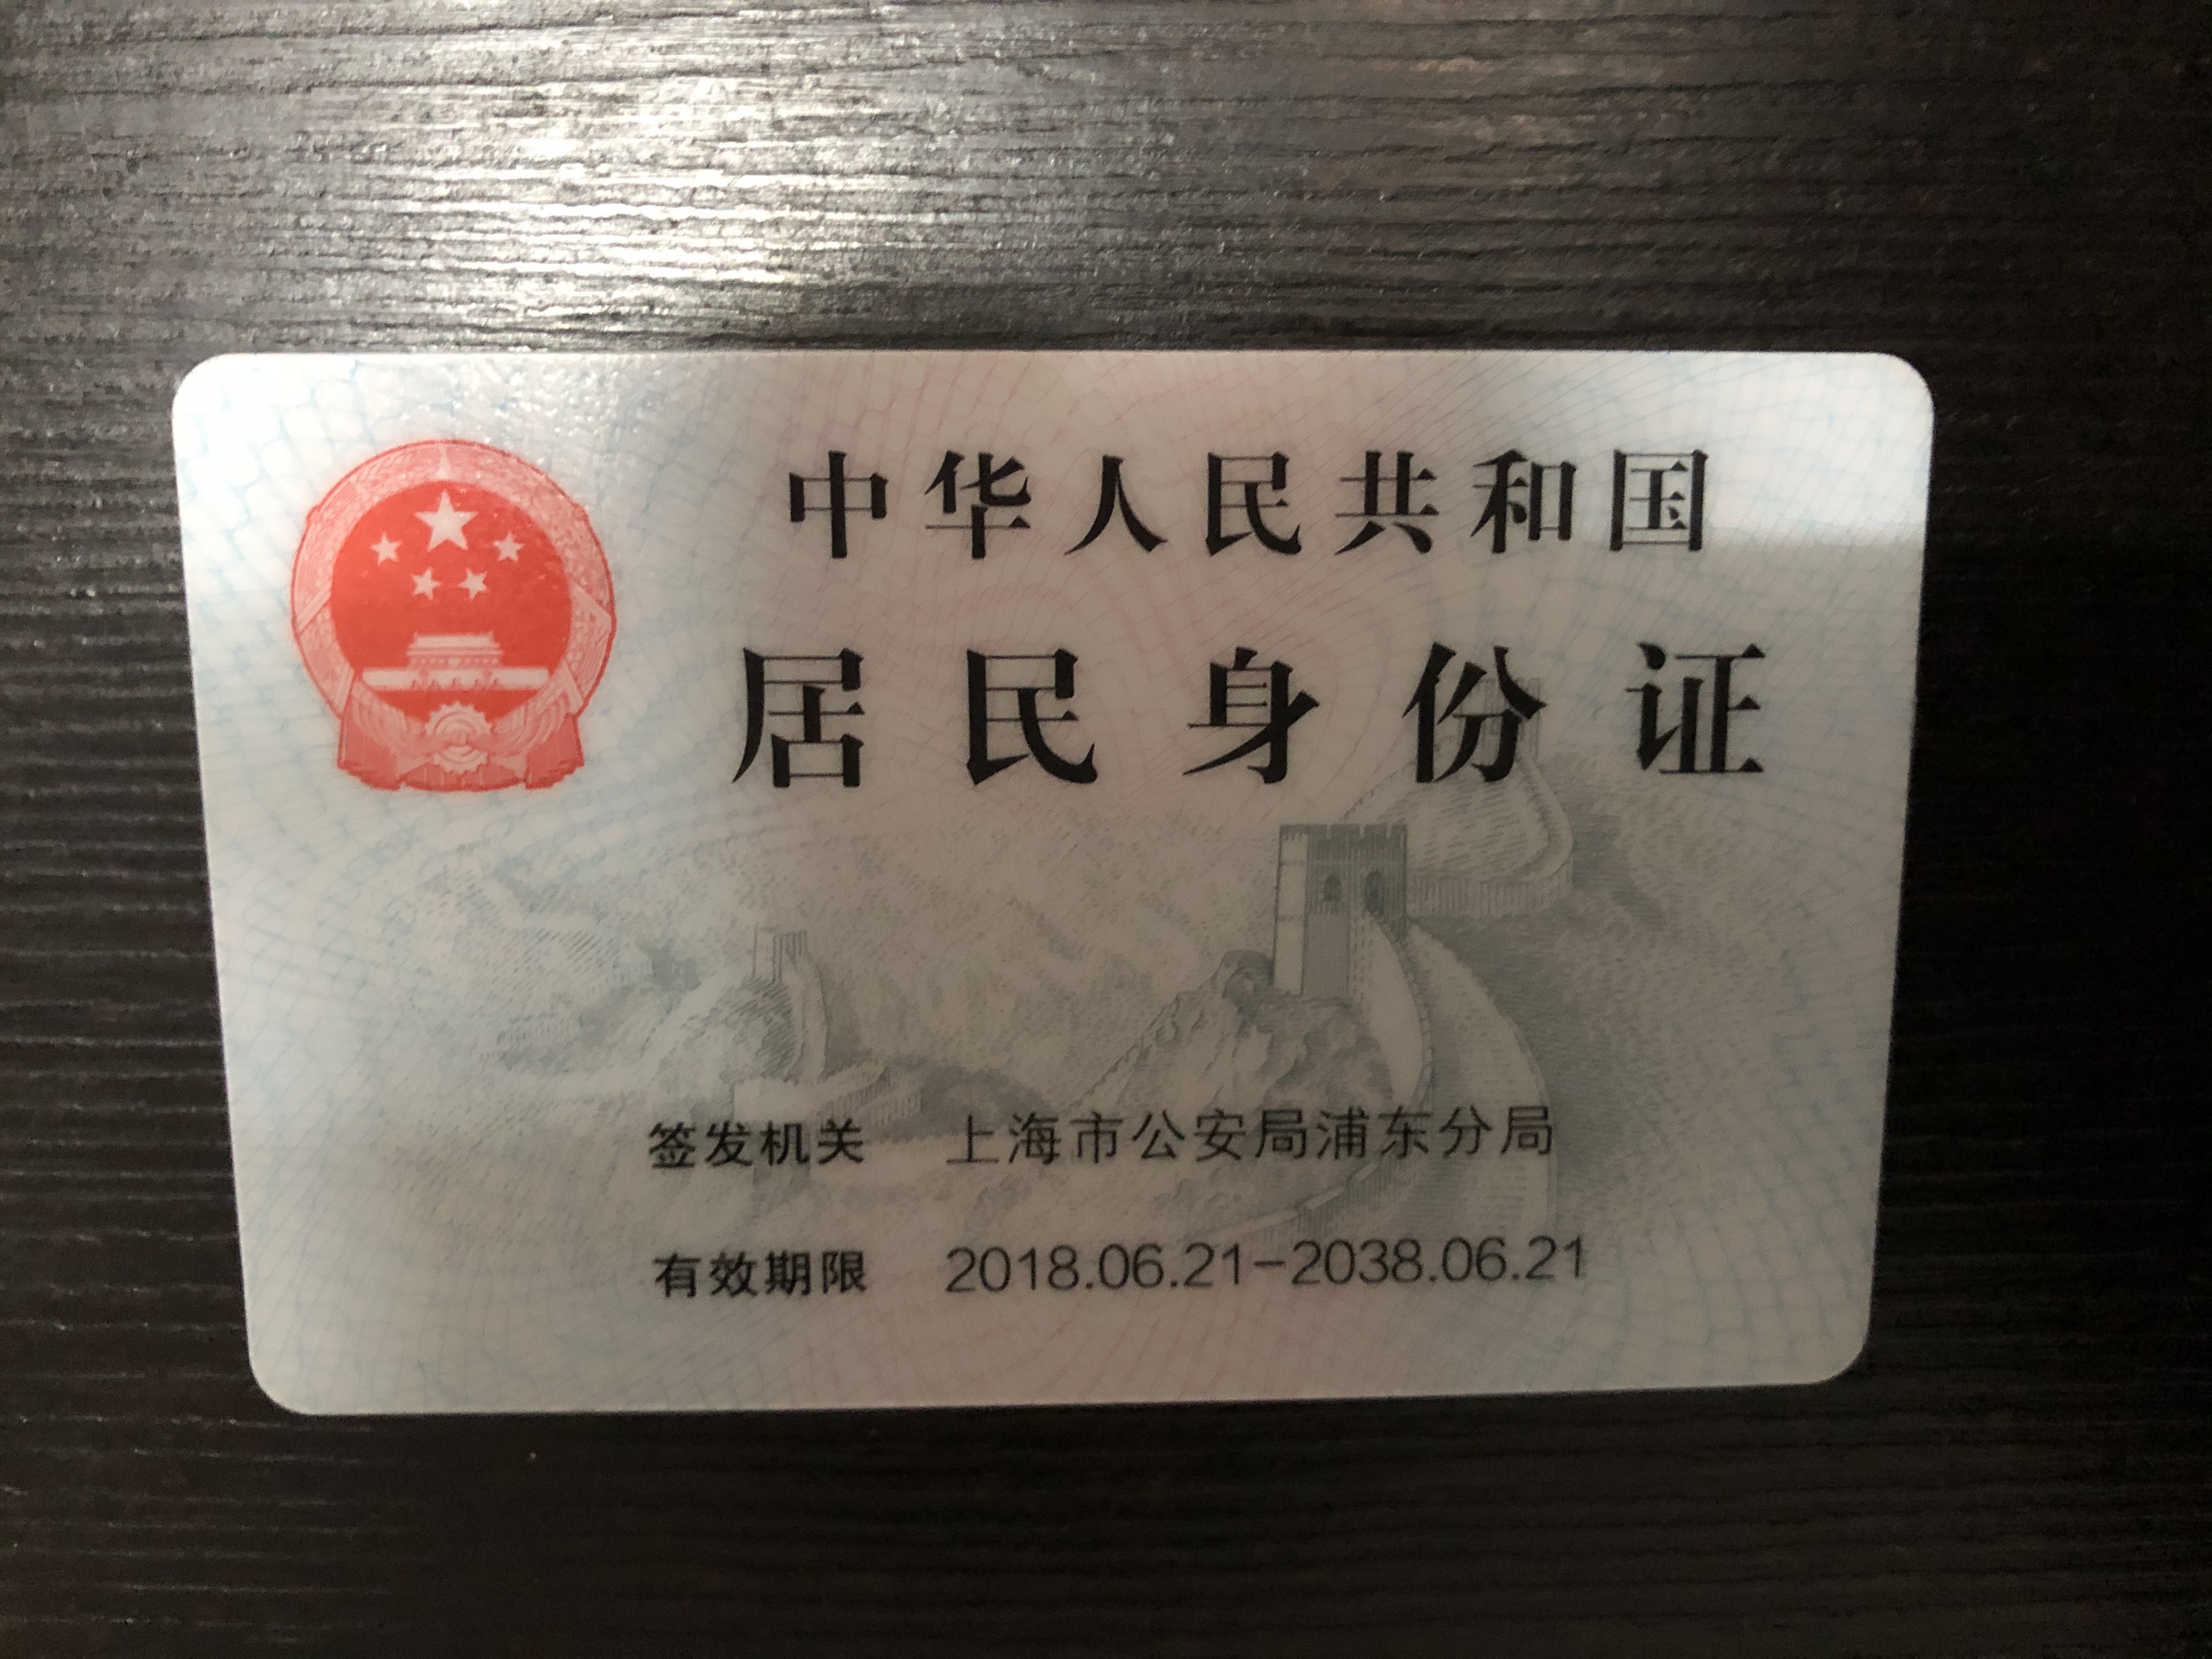 中华人民共和国
居民身份证
签发机关 上海市公安局浦东分局
有效期限 2018.06.21-2038.06.21